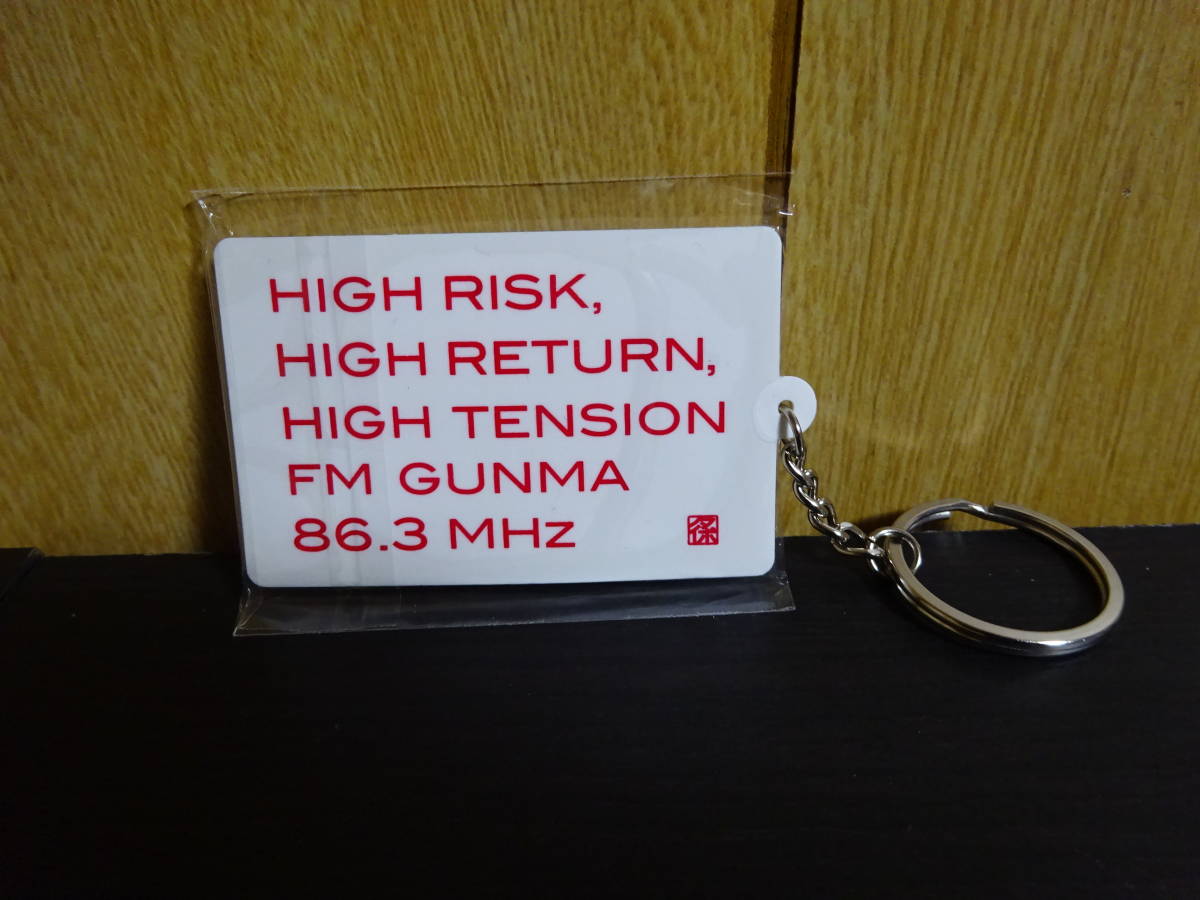 HIGH RISK,
HIGH RETURN,
HIGH TENSION
FM GUNMA
86.3 MHz